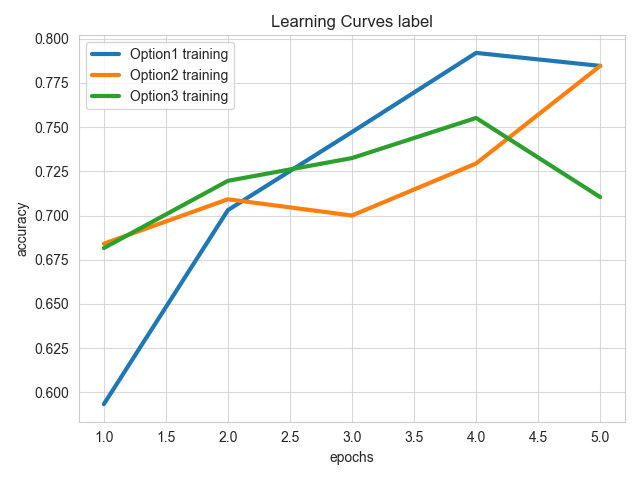 Learning Curves label
Option1 training
Option2 training
Option3 training
accuracy
0.800
0.775
0.750
0.725
0.700
0.675
0.650
0.625
0.600
1.0 1.5 2.0 2.5 3.0 3.5 4.0 4.5 5.0
epochs